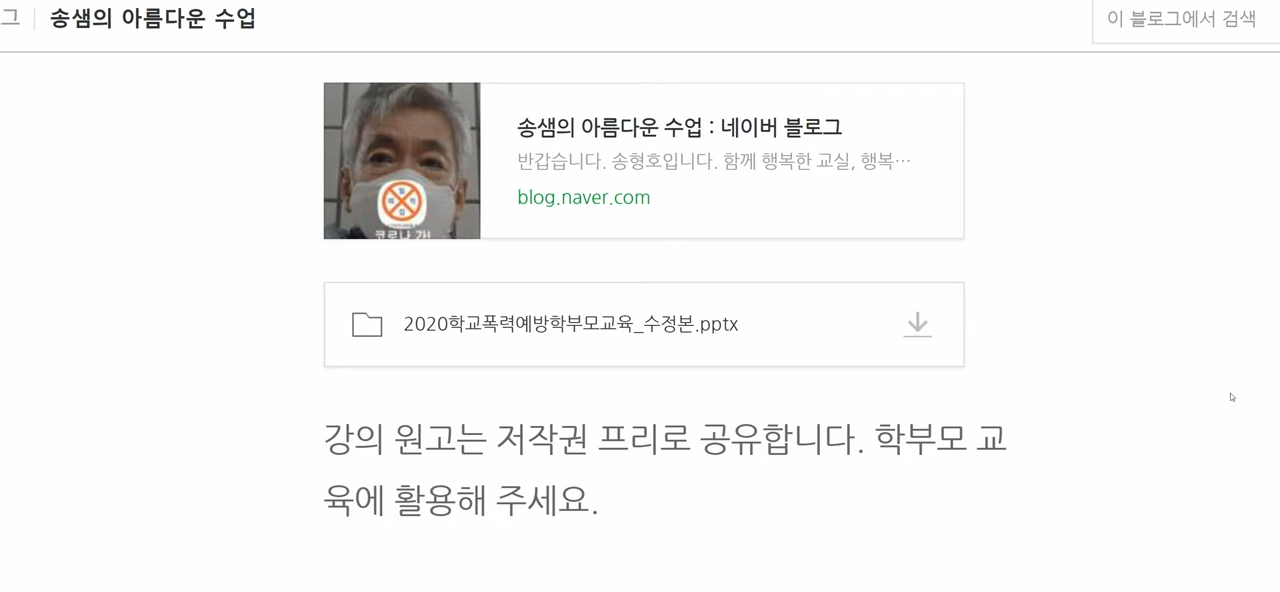 그 | 송샘의 아름다운 수업
이 블로그에서 검색
송샘의 아름다운 수업 : 네이버 블로그
반갑습니다. 송형호입니다. 함께 행복한 교실, 행복…
blog.naver.com
코로나 가!
2020학교폭력예방학부모교육_수정본.pptx
강의 원고는 저작권 프리로 공유합니다. 학부모 교
육에 활용해 주세요.